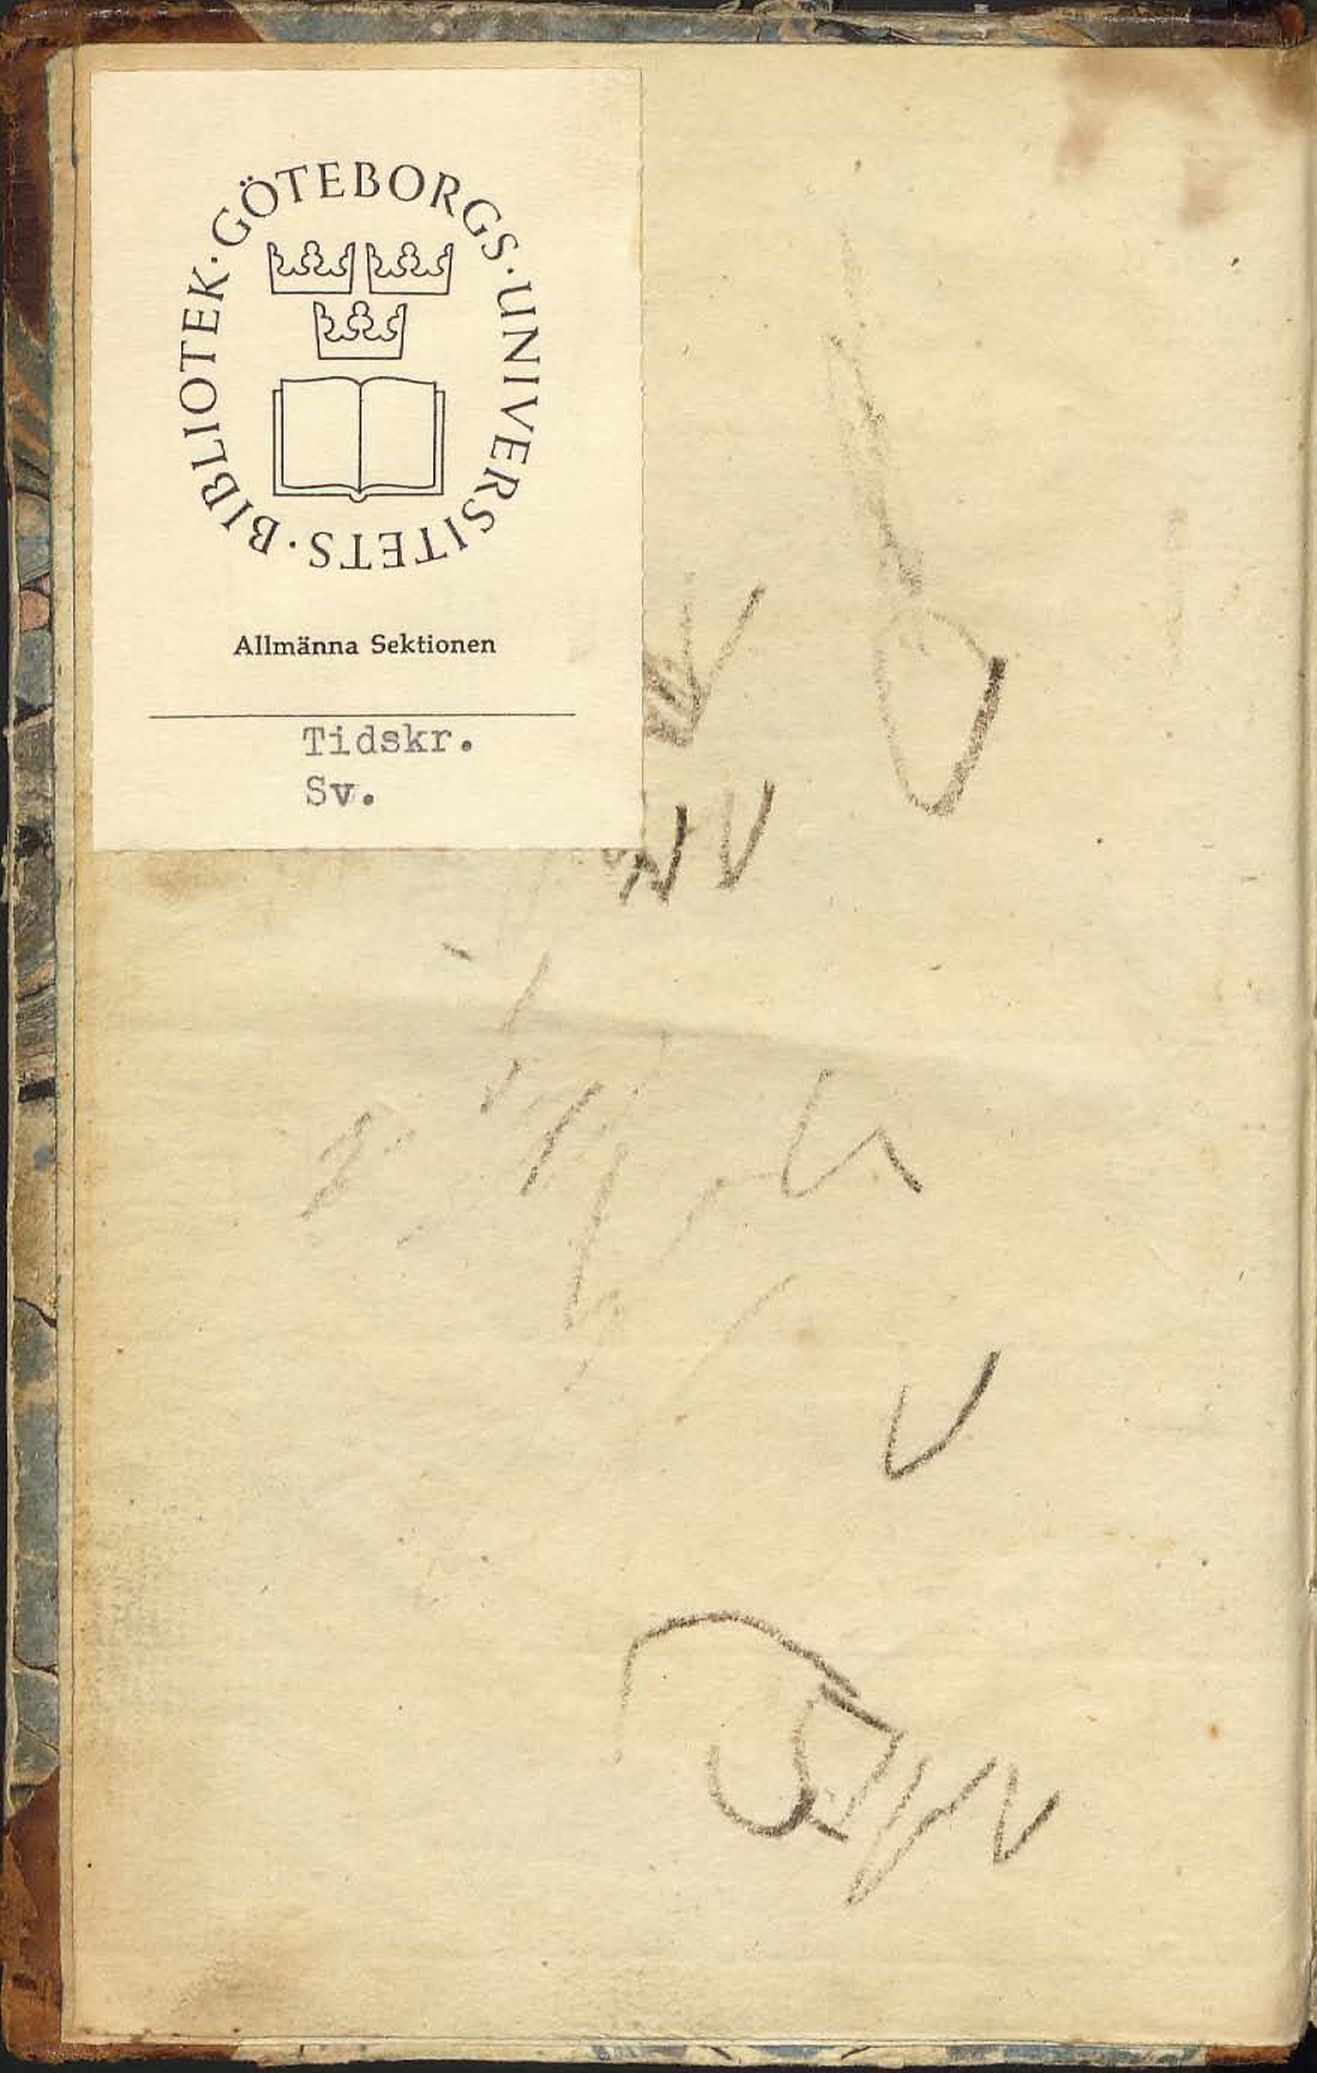 GÖTEBORGS · UNIVERSITETS · BIBLIOTEK ·
Allmänna Sektionen
Tidskr.
Sv.